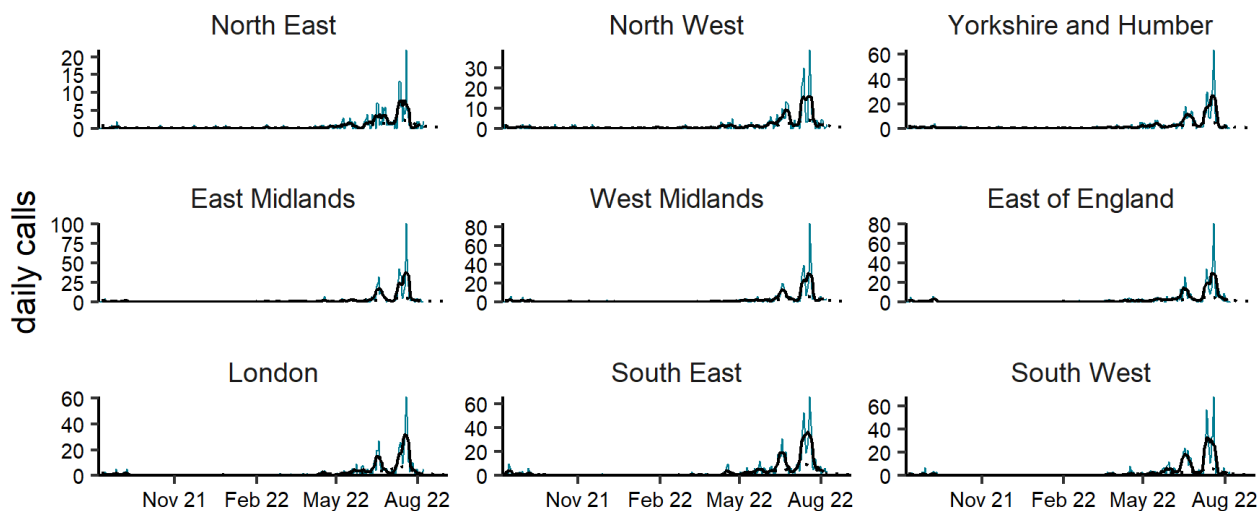 North East North West Yorkshire and Humber
20 15 10 5 0
30 20 10 0
60 40 20 0
East Midlands West Midlands East of England
daily calls
100 75 50 25 0
80 60 40 20 0
80 60 40 20 0
London South East South West
60 40 20 0
60 40 20 0
60 40 20 0
Nov 21 Feb 22 May 22 Aug 22 Nov 21 Feb 22 May 22 Aug 22 Nov 21 Feb 22 May 22 Aug 22